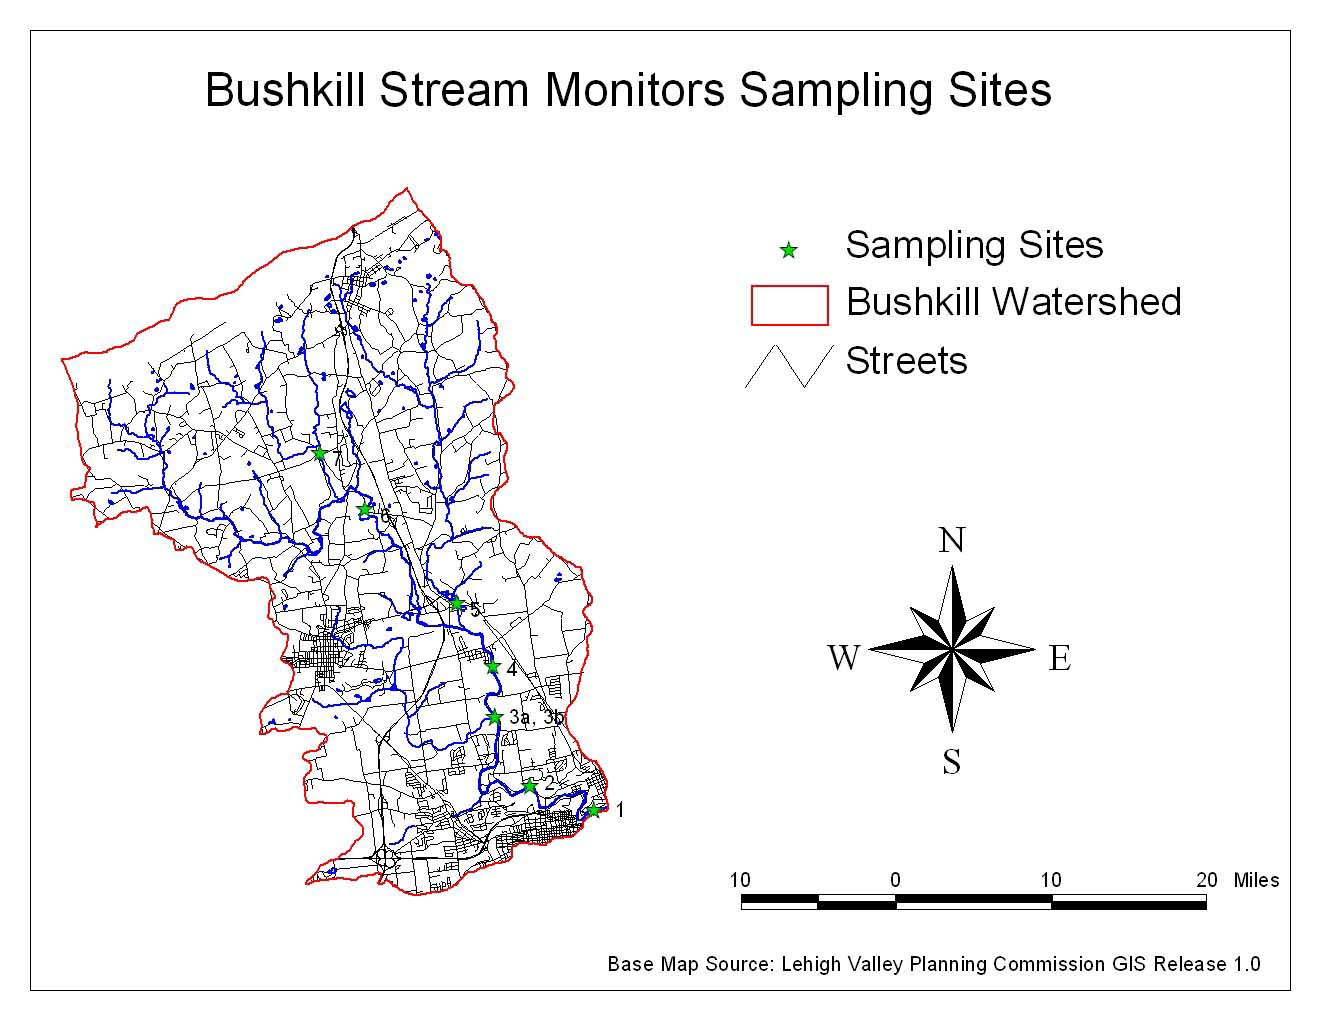 Bushkill Stream Monitors Sampling Sites
Sampling Sites
Bushkill Watershed
Streets
7
6
5
4
3a, 3b
2
1
N
W
E
S
10 0 10 20 Miles
Base Map Source: Lehigh Valley Planning Commission GIS Release 1.0